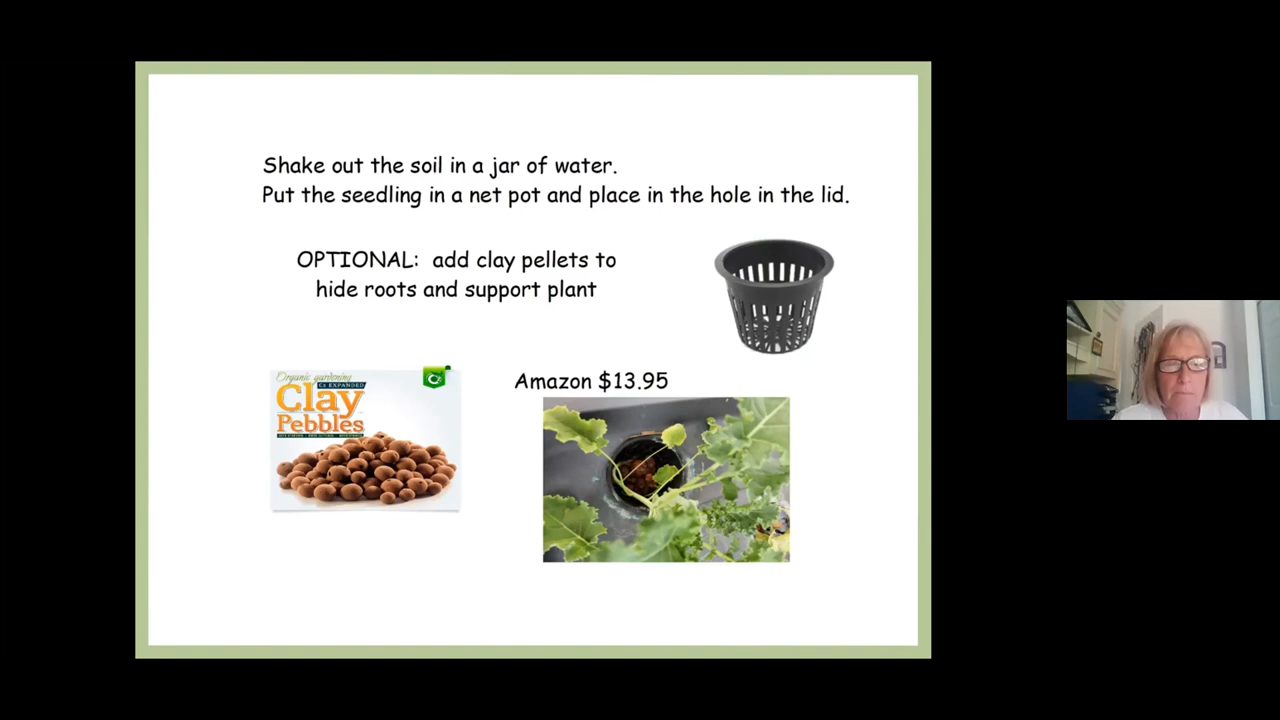 Shake out the soil in a jar of water.
Put the seedling in a net pot and place in the hole in the lid.
OPTIONAL: add clay pellets to
hide roots and support plant
Organic gardening
Cz EXPANDED
Clay
Pebbles
Cz
Amazon $13.95